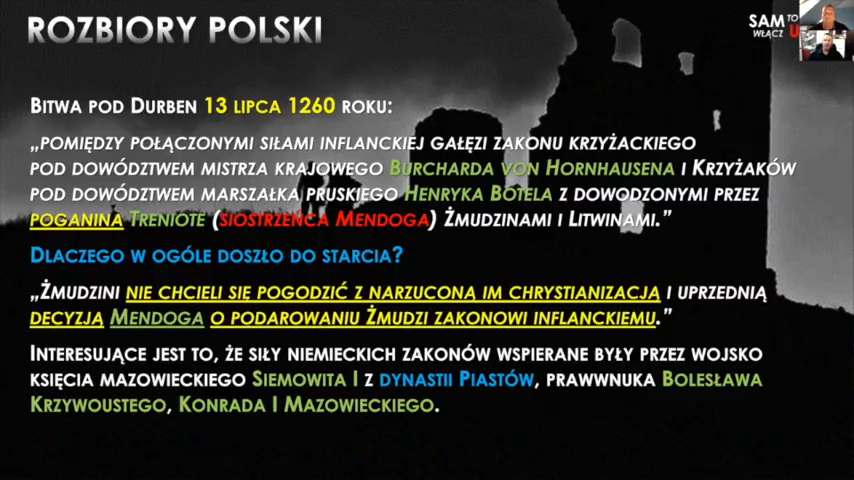 ROZBIORY POLSKI
SAM TO
WŁĄCZ U
BITWA POD DURBEN 13 LIPCA 1260 ROKU:
„POMIĘDZY POŁĄCZONYMI SIŁAMI INFLANCKIEJ GAŁĘZI ZAKONU KRZYŻACKIEGO
POD DOWÓDZTWEM MISTRZA KRAJOWEGO BURCHARDA VON HORNHAUSENA I KRZYŻAKÓW
POD DOWÓDZTWEM MARSZAŁKA PRUSKIEGO HENRYKA BOTELA Z DOWODZONYMI PRZEZ
POGANINA TRENIOTE (SIOSTRZEŃCA MENDOGA) ŻMUDZINAMI I LITWINAMI.”
DLACZEGO W OGÓLE DOSZŁO DO STARCIA?
„ŻMUDZINI NIE CHCIELI SIĘ POGODZIĆ Z NARZUCONĄ IM CHRYSTIANIZACJĄ I UPRZEDNIĄ
DECYZJĄ MENDOGA O PODAROWANIU ŻMUDZI ZAKONOWI INFLANCKIEMU.”
INTERESUJĄCE JEST TO, ŻE SIŁY NIEMIECKICH ZAKONÓW WSPIERANE BYŁY PRZEZ WOJSKO
KSIĘCIA MAZOWIECKIEGO SIEMOWITA I Z DYNASTII PIASTÓW, PRAWWNUKA BOLESŁAWA
KRZYWOUSTEGO, KONRADA I MAZOWIECKIEGO.